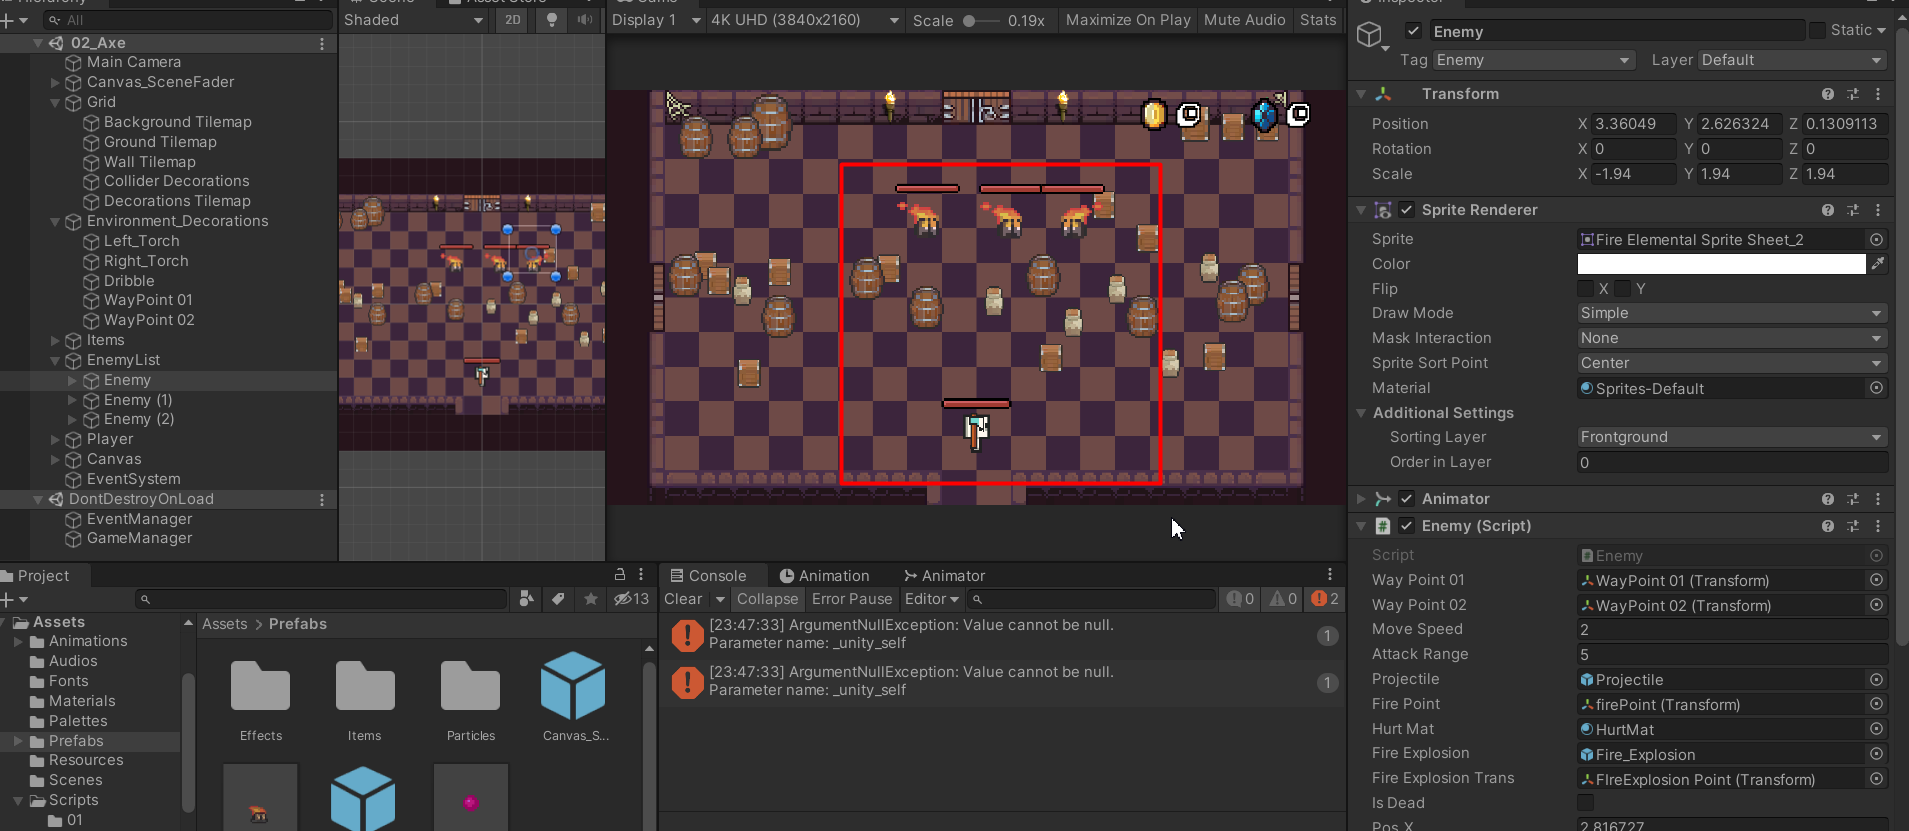 All
02_Axe
Main Camera
Canvas_SceneFader
Grid
Background Tilemap
Ground Tilemap
Wall Tilemap
Collider Decorations
Decorations Tilemap
Environment_Decorations
Left_Torch
Right_Torch
Dribble
WayPoint 01
WayPoint 02
Items
EnemyList
Enemy
Enemy (1)
Enemy (2)
Player
Canvas
EventSystem
DontDestroyOnLoad
EventManager
GameManager
Shaded
2D
Display 1
4K UHD (3840x2160)
Scale
0.19x
Maximize On Play
Mute Audio
Stats
Enemy
Static
Tag
Enemy
Layer
Default
Transform
Position
X 3.36049
Y 2.626324
Z 0.1309113
Rotation
X 0
Y 0
Z 0
Scale
X -1.94
Y 1.94
Z 1.94
Sprite Renderer
Sprite
Fire Elemental Sprite Sheet_2
Color
Flip
X
Y
Draw Mode
Simple
Mask Interaction
None
Sprite Sort Point
Center
Material
Sprites-Default
Additional Settings
Sorting Layer
Frontground
Order in Layer
0
Animator
Enemy (Script)
Script
Enemy
Way Point 01
WayPoint 01 (Transform)
Way Point 02
WayPoint 02 (Transform)
Move Speed
2
Attack Range
5
Projectile
Projectile
Fire Point
firePoint (Transform)
Hurt Mat
HurtMat
Fire Explosion
Fire_Explosion
Fire Explosion Trans
FIreExplosion Point (Transform)
Is Dead
Pos X
2.816727
Project
13
Assets
Animations
Audios
Fonts
Materials
Palettes
Prefabs
Resources
Scenes
Scripts
01
Assets > Prefabs
Effects
Items
Particles
Canvas_S...
Console
Animation
Animator
Clear
Collapse
Error Pause
Editor
0
0
2
[23:47:33] ArgumentNullException: Value cannot be null.
Parameter name: _unity_self
1
[23:47:33] ArgumentNullException: Value cannot be null.
Parameter name: _unity_self
1